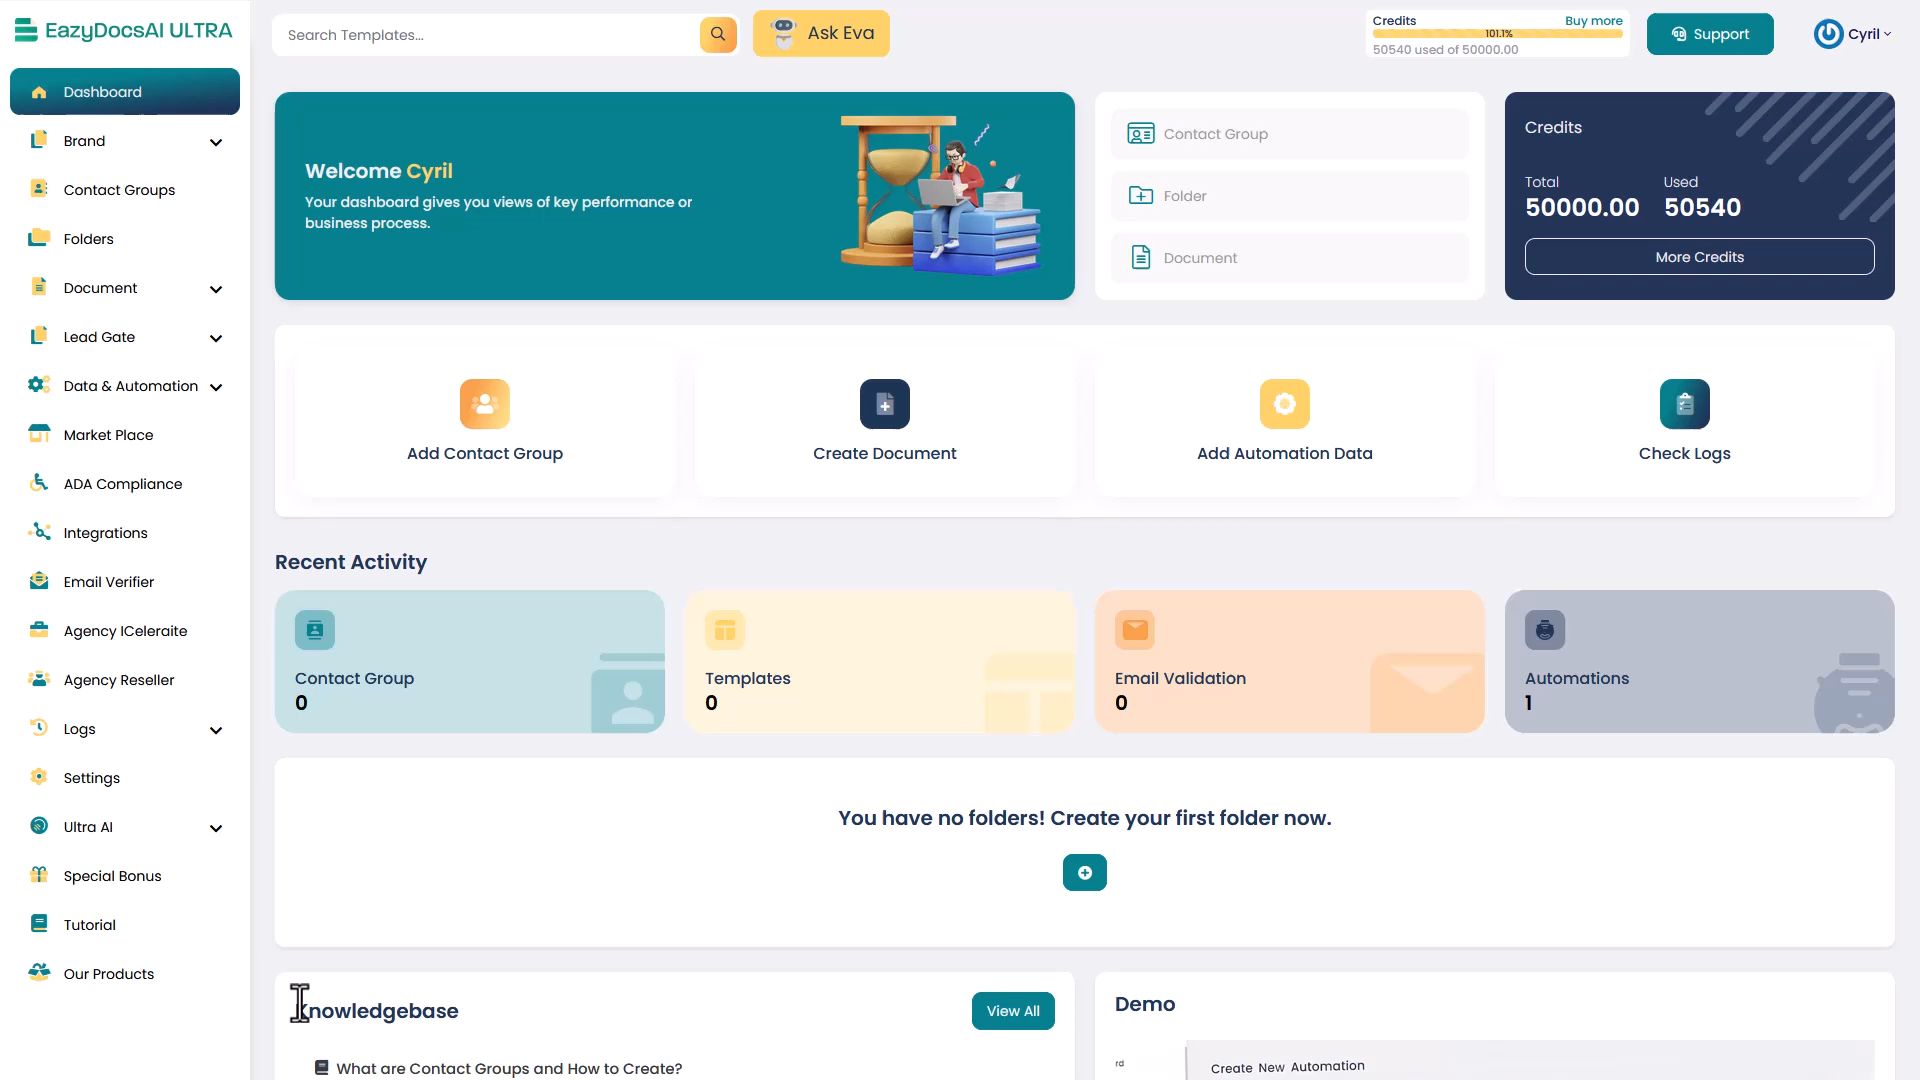 EazyDocsAI ULTRA
Search Templates...
Ask Eva
Credits
Buy more
101.1%
50540 used of 50000.00
Support
Cyril
Dashboard
Brand
Contact Groups
Folders
Document
Lead Gate
Data & Automation
Market Place
ADA Compliance
Integrations
Email Verifier
Agency ICeleraite
Agency Reseller
Logs
Settings
Ultra AI
Special Bonus
Tutorial
Our Products
Welcome Cyril
Your dashboard gives you views of key performance or
business process.
Contact Group
Folder
Document
Credits
Total
Used
50000.00
50540
More Credits
Add Contact Group
Create Document
Add Automation Data
Check Logs
Recent Activity
Contact Group
0
Templates
0
Email Validation
0
Automations
1
You have no folders! Create your first folder now.
Knowledgebase
View All
What are Contact Groups and How to Create?
Demo
rd
Create New Automation